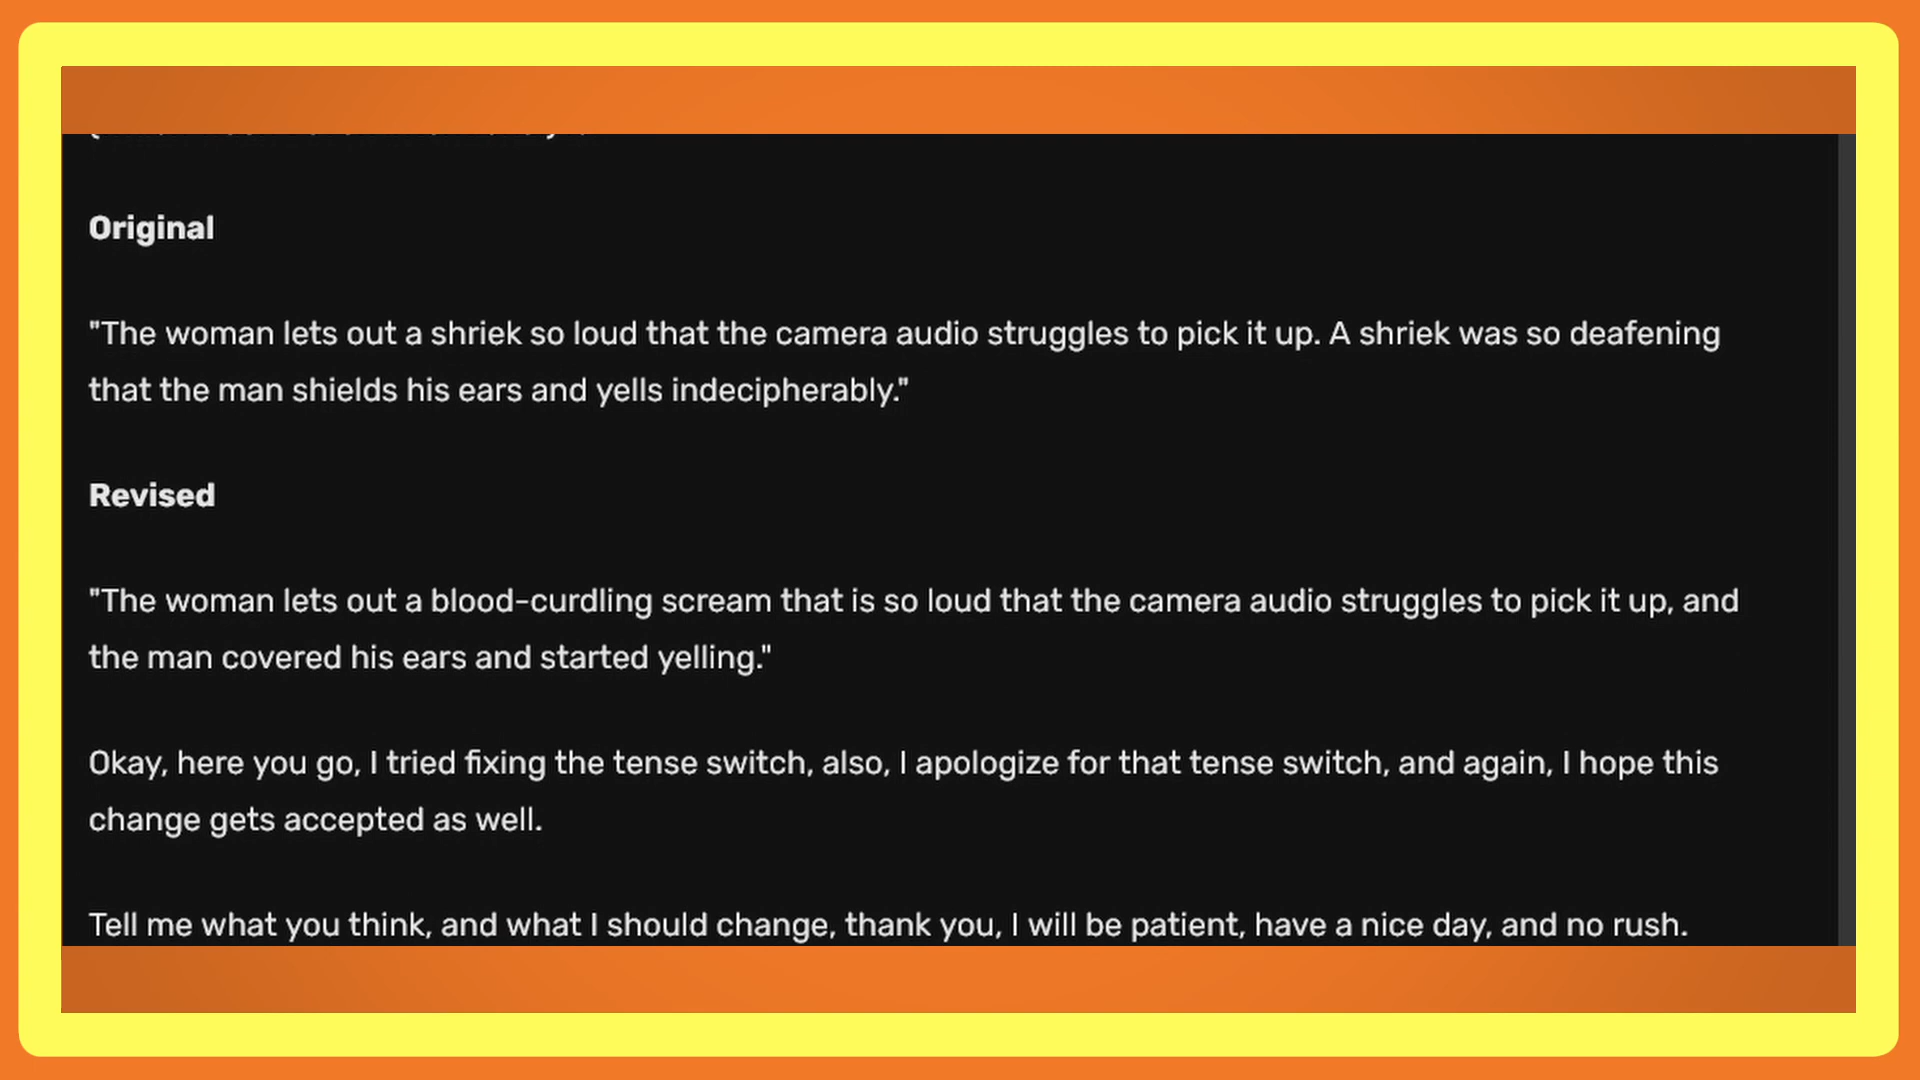 Original
"The woman lets out a shriek so loud that the camera audio struggles to pick it up. A shriek was so deafening
that the man shields his ears and yells indecipherably."
Revised
"The woman lets out a blood-curdling scream that is so loud that the camera audio struggles to pick it up, and
the man covered his ears and started yelling."
Okay, here you go, I tried fixing the tense switch, also, I apologize for that tense switch, and again, I hope this
change gets accepted as well.
Tell me what you think, and what I should change, thank you, I will be patient, have a nice day, and no rush.